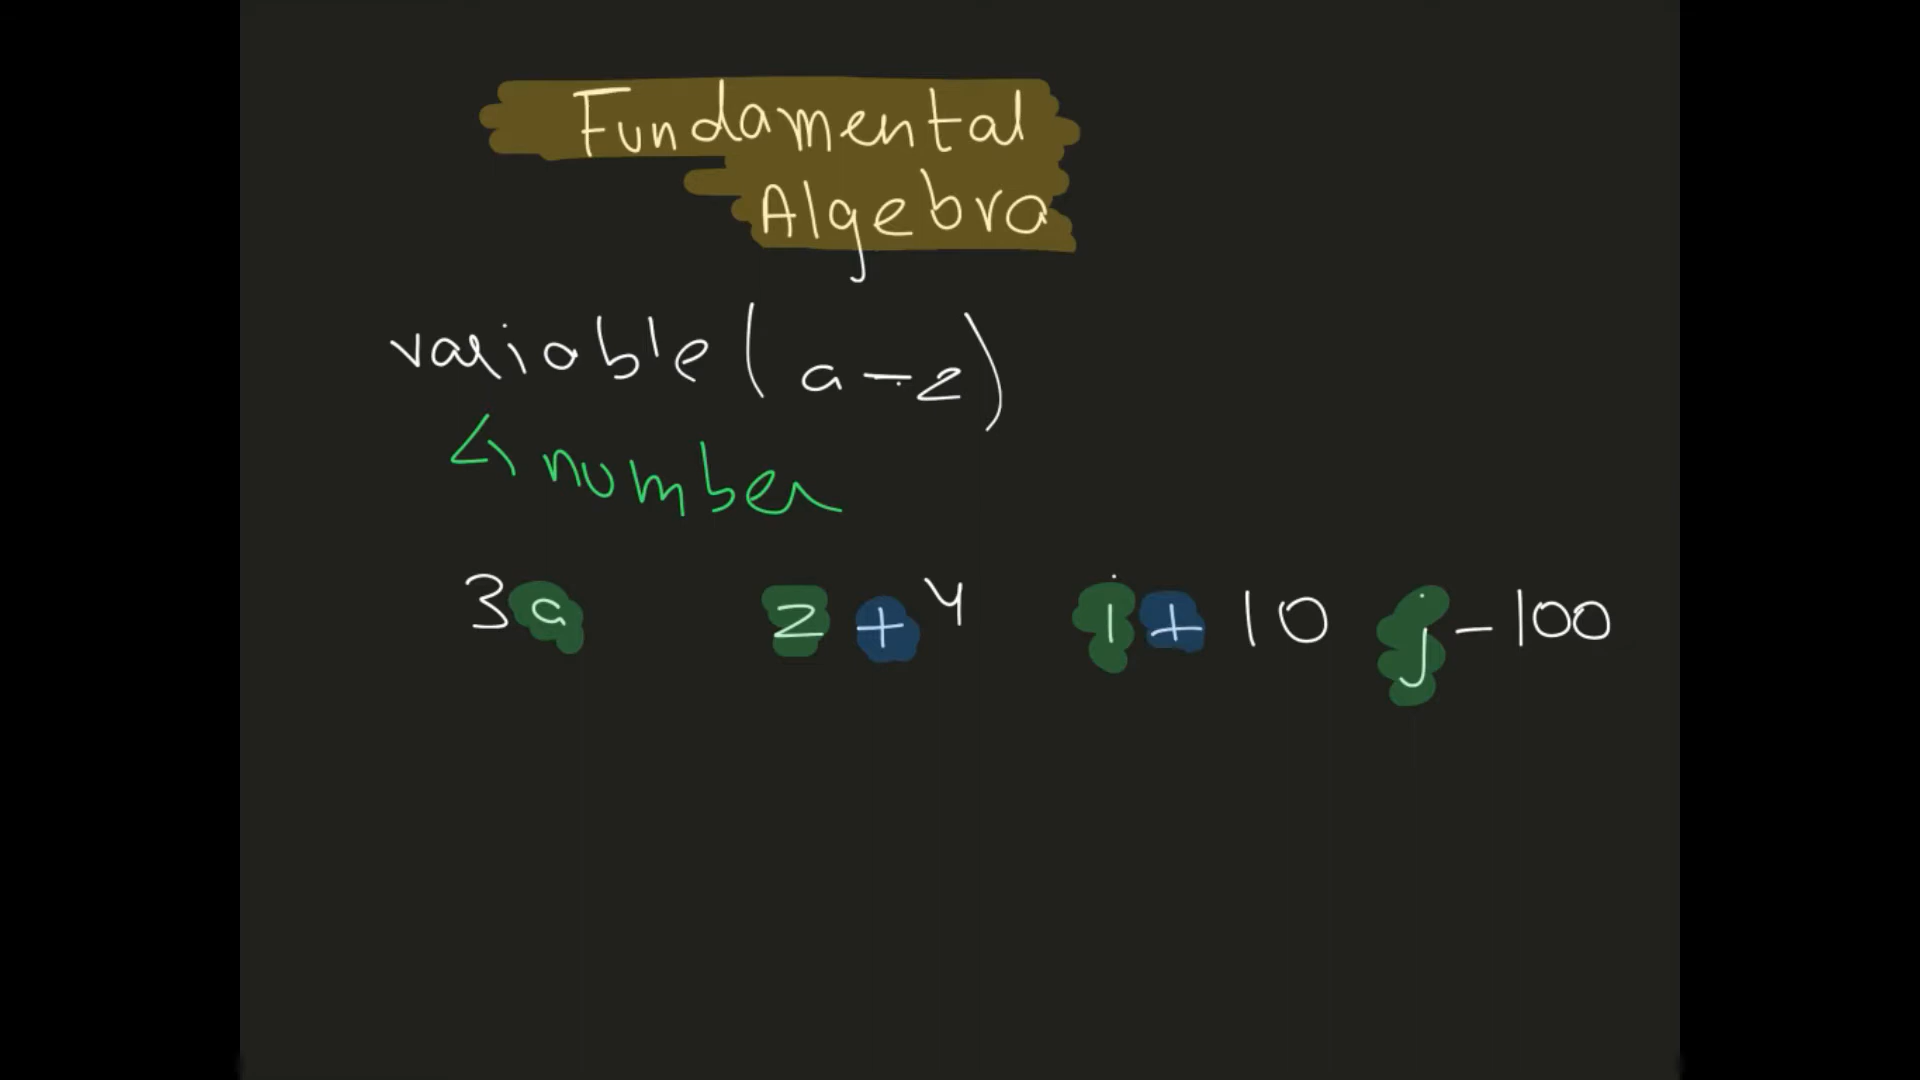 Fundamental
Algebra
variable (a-z)
↳ number
3a z + 4 i + 10 j - 100